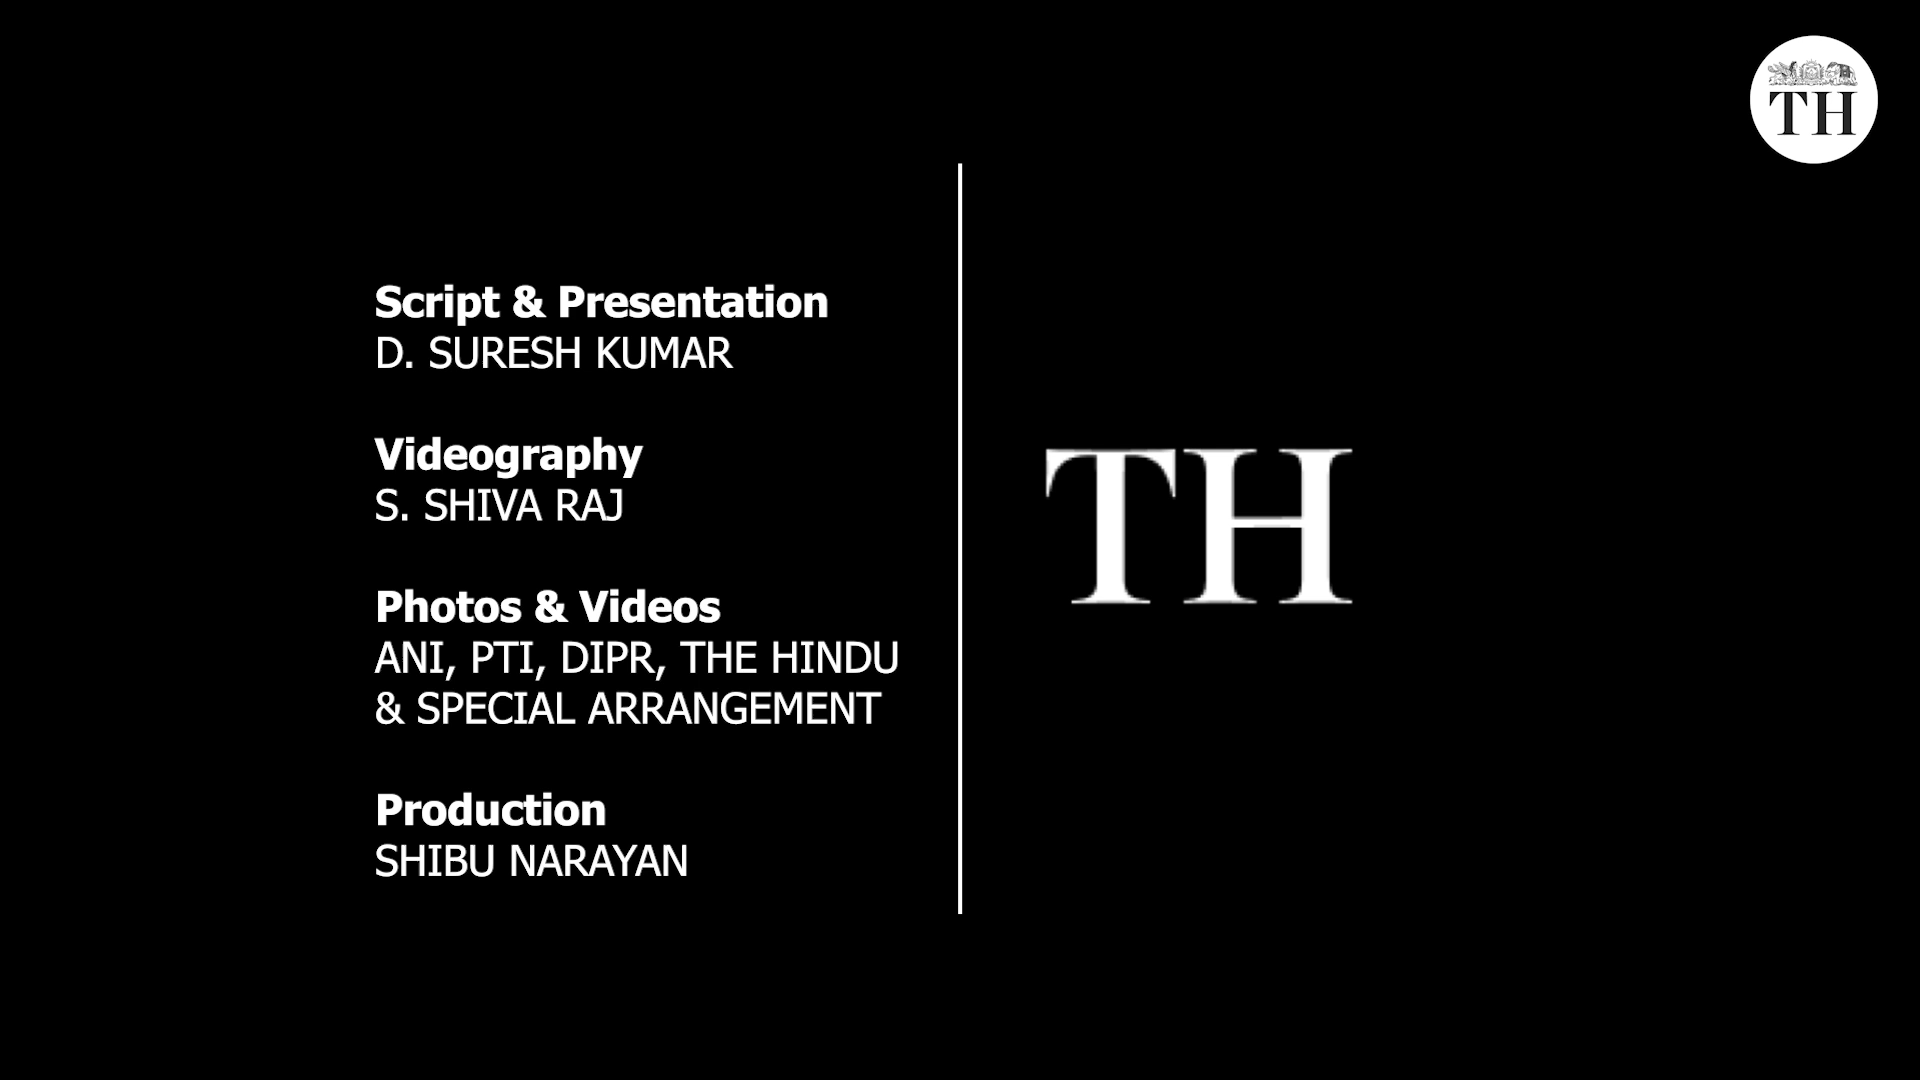 TH
Script & Presentation
D. SURESH KUMAR
Videography
S. SHIVA RAJ
Photos & Videos
ANI, PTI, DIPR, THE HINDU
& SPECIAL ARRANGEMENT
Production
SHIBU NARAYAN
TH